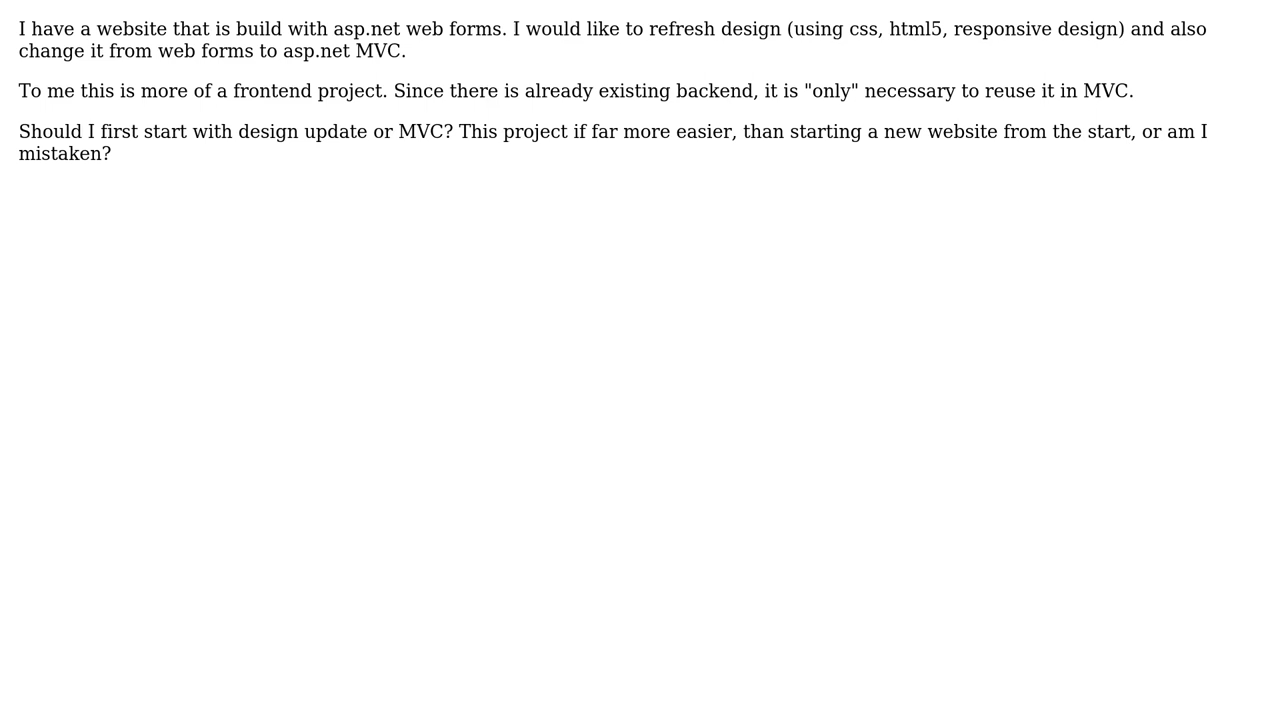 I have a website that is build with asp.net web forms. I would like to refresh design (using css, html5, responsive design) and also
change it from web forms to asp.net MVC.
To me this is more of a frontend project. Since there is already existing backend, it is "only" necessary to reuse it in MVC.
Should I first start with design update or MVC? This project if far more easier, than starting a new website from the start, or am I
mistaken?